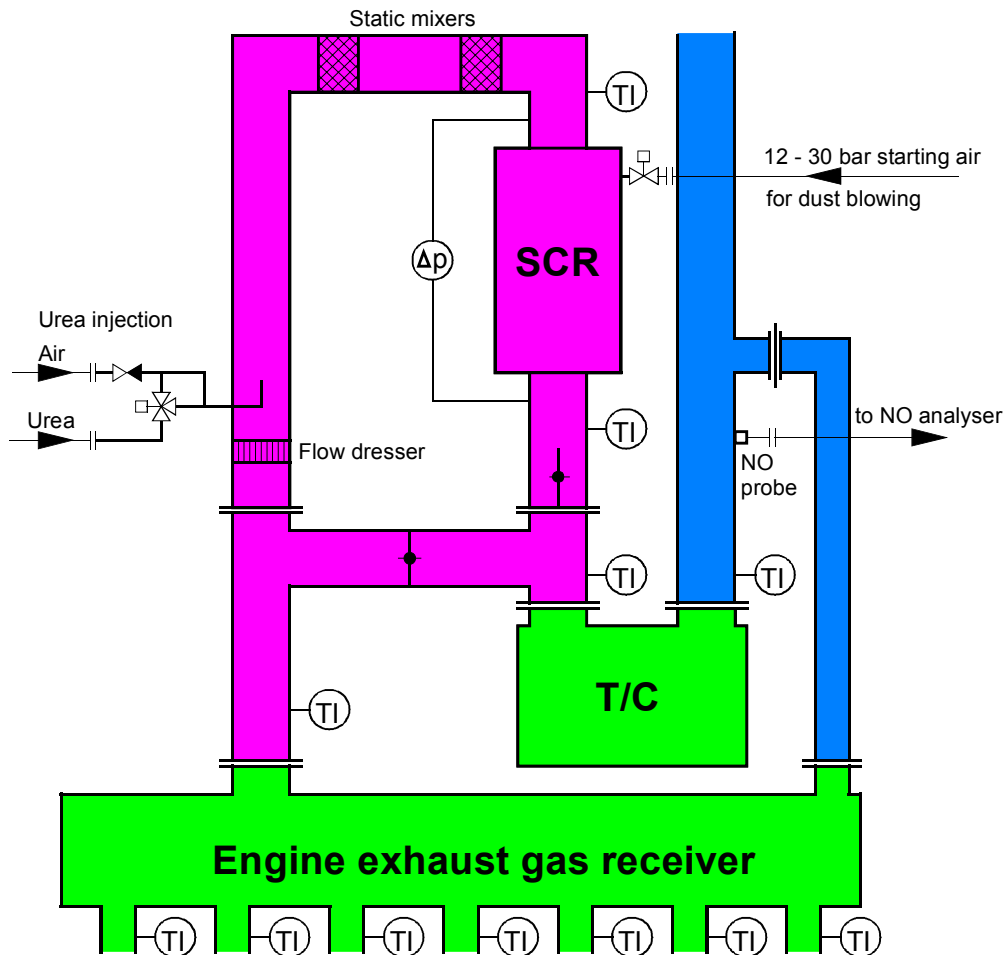 Static mixers
TI
12 - 30 bar starting air
for dust blowing
SCR
Δp
Urea injection
Air
Urea
Flow dresser
TI
to NO analyser
NO
probe
TI
TI
T/C
TI
Engine exhaust gas receiver
TI
TI
TI
TI
TI
TI
TI